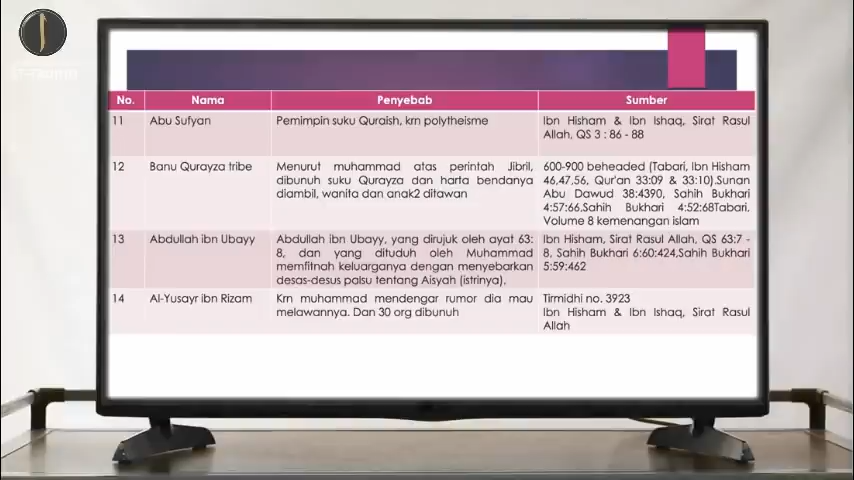 No. Nama Penyebab Sumber
11 Abu Sufyan Pemimpin suku Quraish, krn polytheisme Ibn Hisham & Ibn Ishaq, Sirat Rasul
Allah, QS 3 : 86 - 88
12 Banu Qurayza tribe Menurut muhammad atas perintah Jibril, 600-900 beheaded (Tabari, Ibn Hisham
dibunuh suku Qurayza dan harta bendanya 46,47,56, Qur'an 33:09 & 33:10).Sunan
diambil, wanita dan anak2 ditawan Abu Dawud 38:4390, Sahih Bukhari
4:57:66.Sahih Bukhari 4:52:68Tabari,
Volume 8 kemenangan islam
13 Abdullah ibn Ubayy Abdullah ibn Ubayy, yang dirujuk oleh ayat 63: Ibn Hisham, Sirat Rasul Allah, QS 63:7 -
8, dan yang dituduh oleh Muhammad 8, Sahih Bukhari 6:60:424,Sahih Bukhari
memfitnah keluarganya dengan menyebarkan 5:59:462
desas-desus palsu tentang Aisyah (istrinya).
14 Al-Yusayr ibn Rizam Krn muhammad mendengar rumor dia mau Tirmidhi no. 3923
melawannya. Dan 30 org dibunuh Ibn Hisham & Ibn Ishaq, Sirat Rasul
Allah